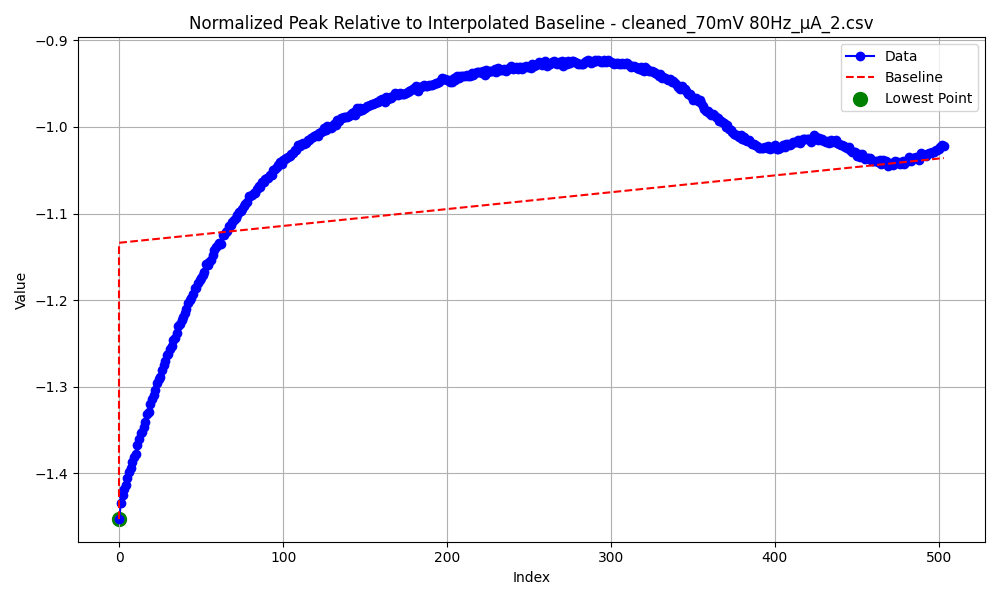 Normalized Peak Relative to Interpolated Baseline - cleaned_70mV 80Hz_μA_2.csv
Data
Baseline
Lowest Point
Value
−0.9
−1.0
−1.1
−1.2
−1.3
−1.4
0 100 200 300 400 500
Index